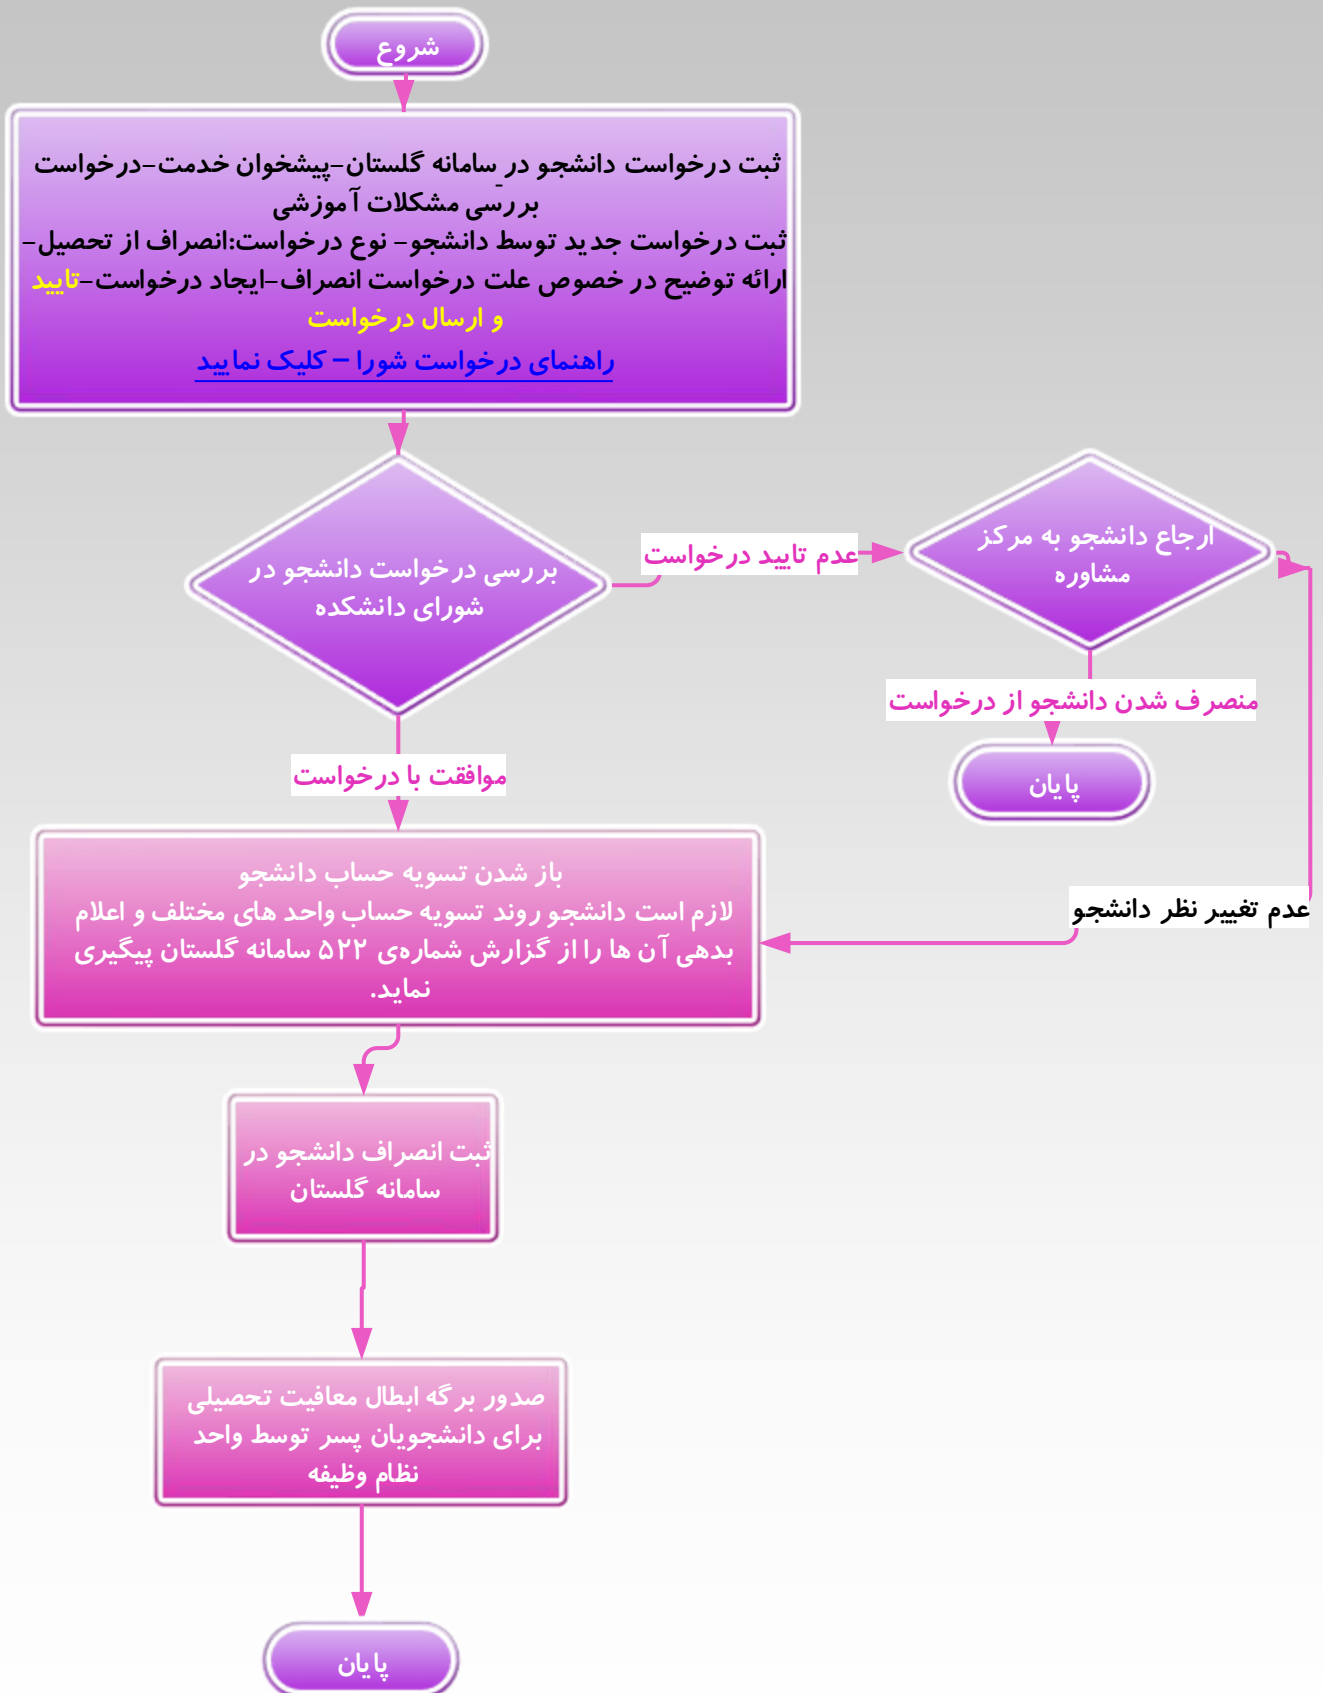 شروع
ثبت درخواست دانشجو در سامانه گلستان-پیشخوان خدمت-درخواست
بررسی مشکلات آموزشی
ثبت درخواست جدید توسط دانشجو- نوع درخواست:انصراف از تحصیل-
ارائه توضیح در خصوص علت درخواست انصراف-ایجاد درخواست-تایید
و ارسال درخواست
راهنمای درخواست شورا – کلیک نمایید
بررسی درخواست دانشجو در
شورای دانشکده
عدم تایید درخواست
ارجاع دانشجو به مرکز
مشاوره
منصرف شدن دانشجو از درخواست
پایان
موافقت با درخواست
عدم تغییر نظر دانشجو
باز شدن تسویه حساب دانشجو
لازم است دانشجو روند تسویه حساب واحد های مختلف و اعلام
بدهی آن ها را از گزارش شماره‌ی ۵۲۲ سامانه گلستان پیگیری
نماید.
ثبت انصراف دانشجو در
سامانه گلستان
صدور برگه ابطال معافیت تحصیلی
برای دانشجویان پسر توسط واحد
نظام وظیفه
پایان